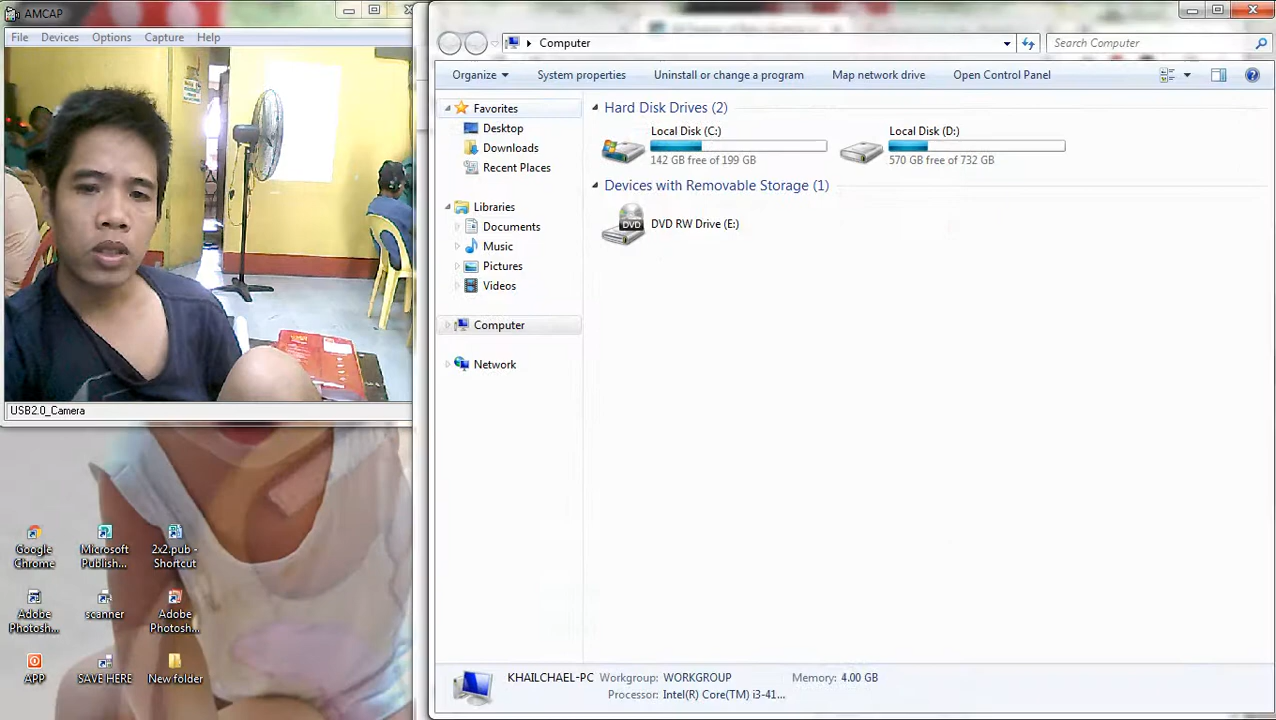 AMCAP
File Devices Options Capture Help
USB2.0_Camera
Google Chrome
Microsoft Publish...
2x2.pub - Shortcut
Adobe Photosh...
scanner
Adobe Photosh...
APP
SAVE HERE
New folder
Computer
Search Computer
Organize System properties Uninstall or change a program Map network drive Open Control Panel
Favorites
Desktop
Downloads
Recent Places
Libraries
Documents
Music
Pictures
Videos
Computer
Network
Hard Disk Drives (2)
Local Disk (C:)
142 GB free of 199 GB
Local Disk (D:)
570 GB free of 732 GB
Devices with Removable Storage (1)
DVD
DVD RW Drive (E:)
KHAILCHAEL-PC Workgroup: WORKGROUP Memory: 4.00 GB
Processor: Intel(R) Core(TM) i3-41...